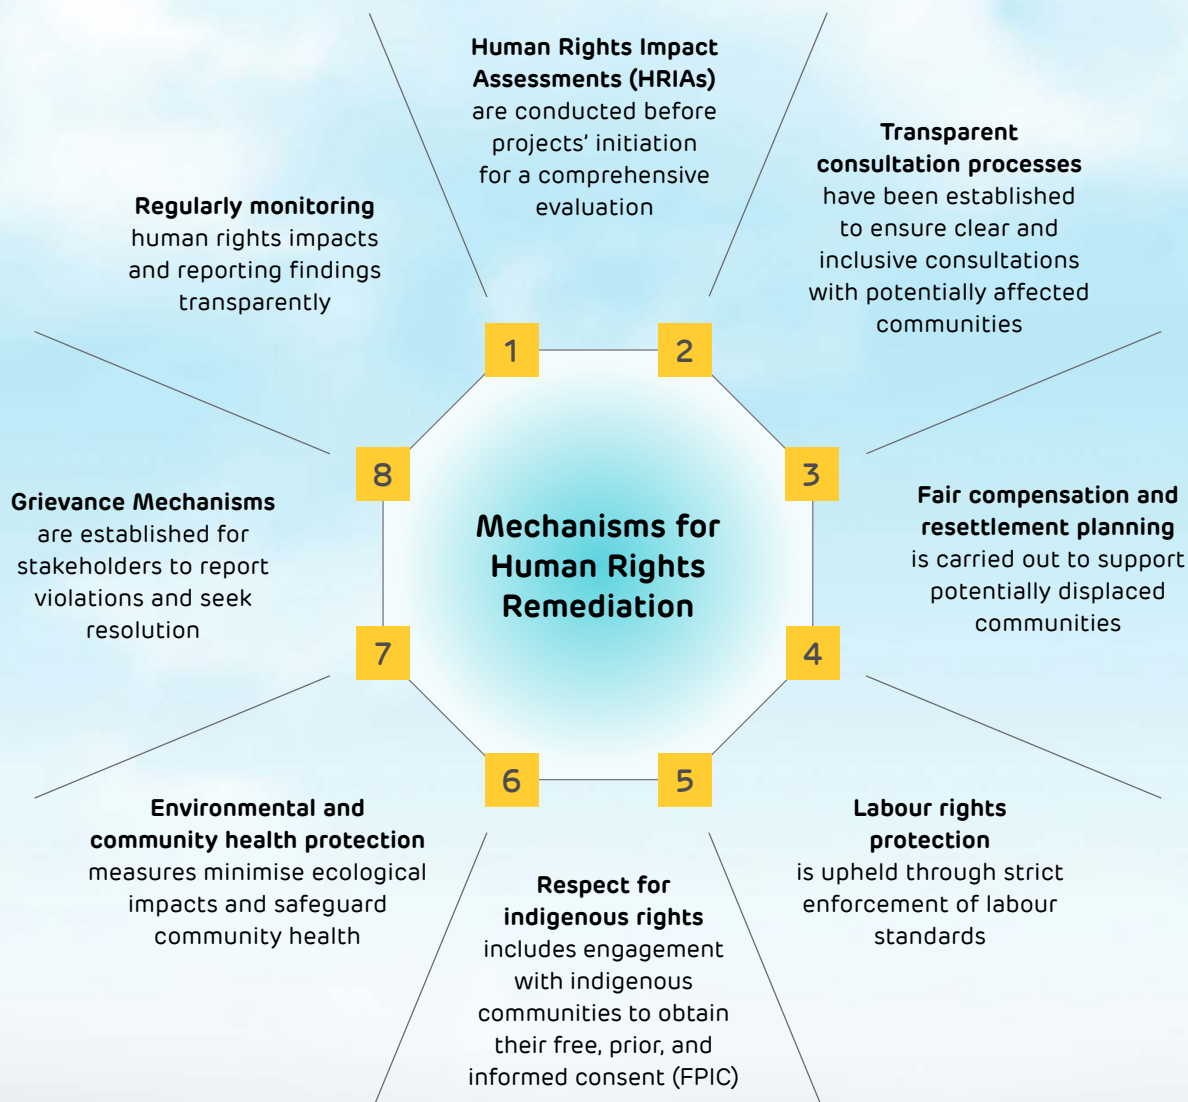 Human Rights Impact
Assessments (HRIAs)
are conducted before
projects' initiation
for a comprehensive
evaluation
Transparent
consultation processes
have been established
to ensure clear and
inclusive consultations
with potentially affected
communities
Regularly monitoring
human rights impacts
and reporting findings
transparently
1
2
8
3
Grievance Mechanisms
are established for
stakeholders to report
violations and seek
resolution
Mechanisms for
Human Rights
Remediation
Fair compensation and
resettlement planning
is carried out to support
potentially displaced
communities
7
4
6
5
Environmental and
community health protection
measures minimise ecological
impacts and safeguard
community health
Respect for
indigenous rights
includes engagement
with indigenous
communities to obtain
their free, prior, and
informed consent (FPIC)
Labour rights
protection
is upheld through strict
enforcement of labour
standards